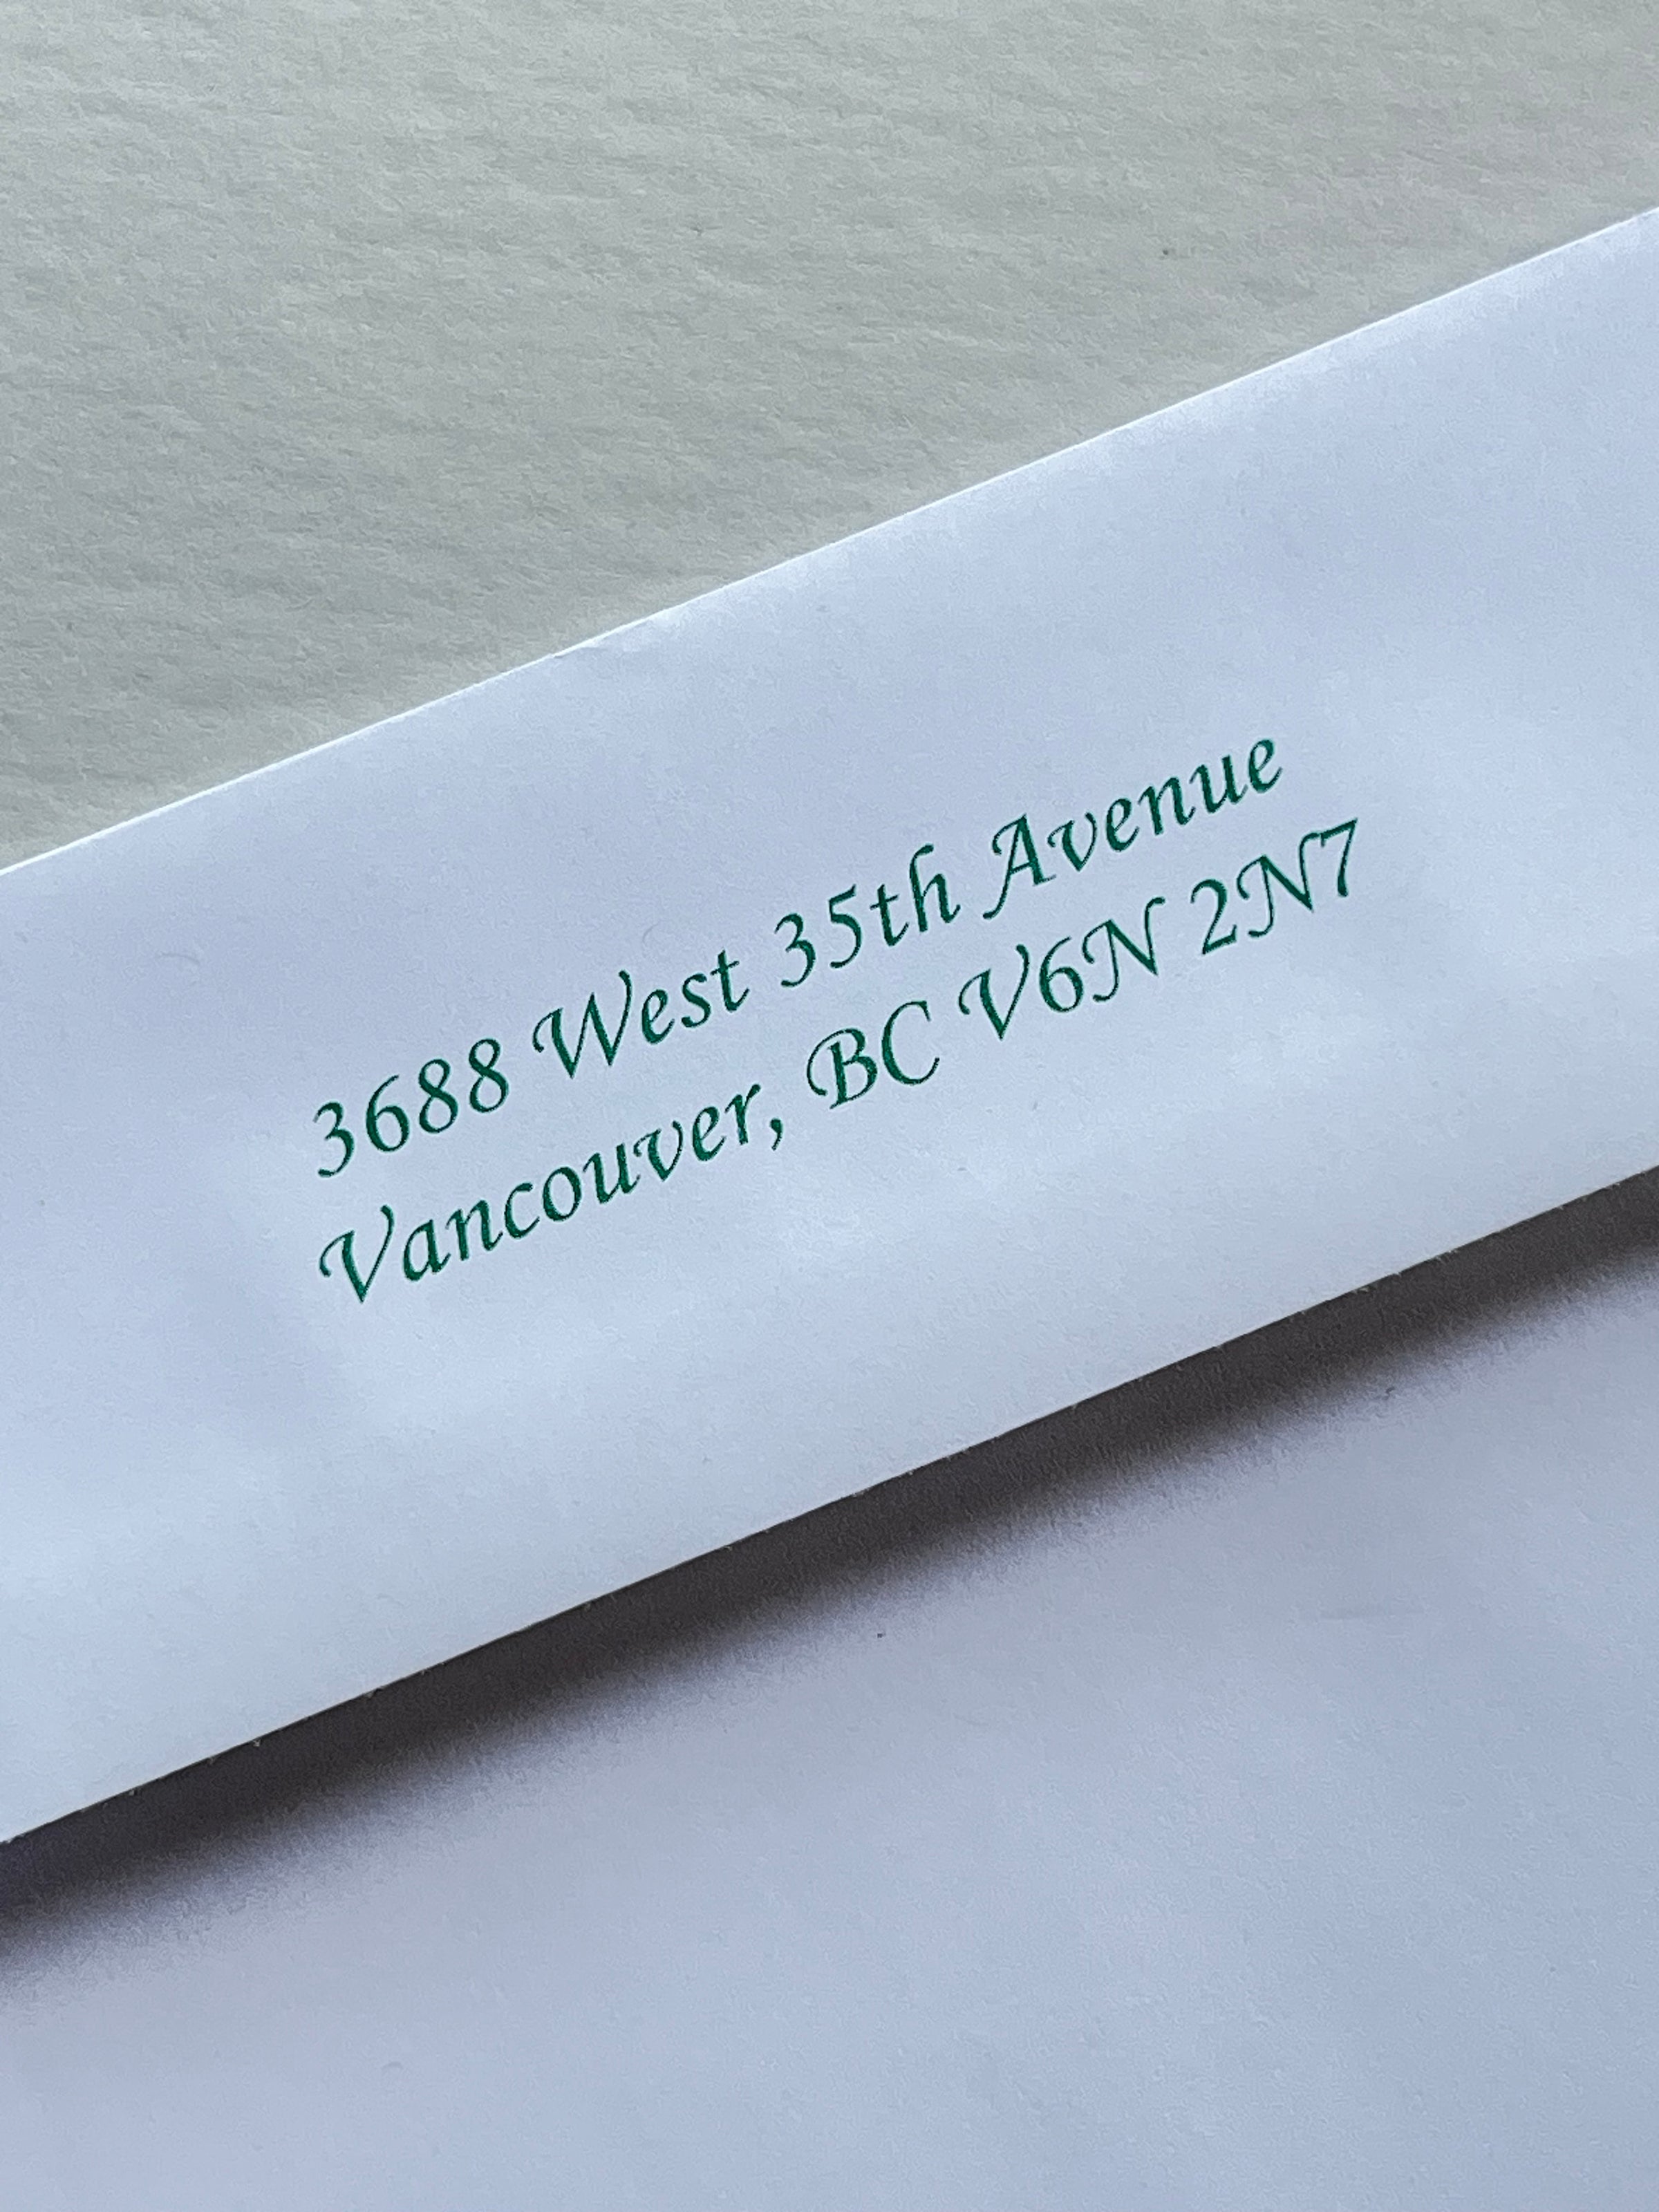 3688 West 35th Avenue
Vancouver, BC V6N 2N7